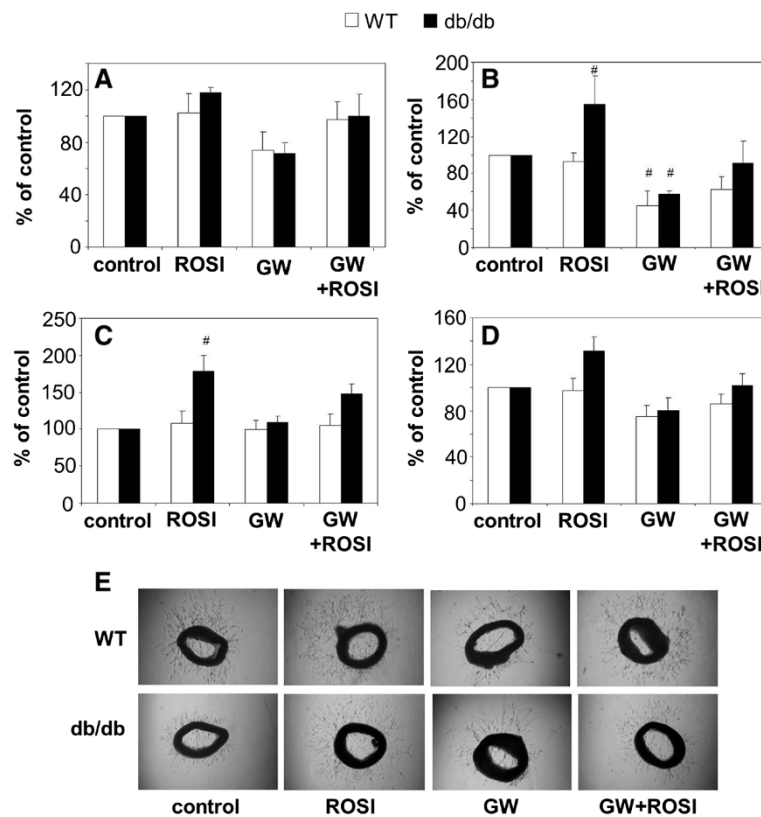 WT db/db
A
% of control
120
80
40
0
control ROSI GW GW
+ROSI
B
#
# #
% of control
200
160
120
80
40
0
control ROSI GW GW
+ROSI
C
#
% of control
250
200
150
100
50
0
control ROSI GW GW
+ROSI
D
% of control
160
120
80
40
0
control ROSI GW GW
+ROSI
E
WT
db/db
control ROSI GW GW+ROSI